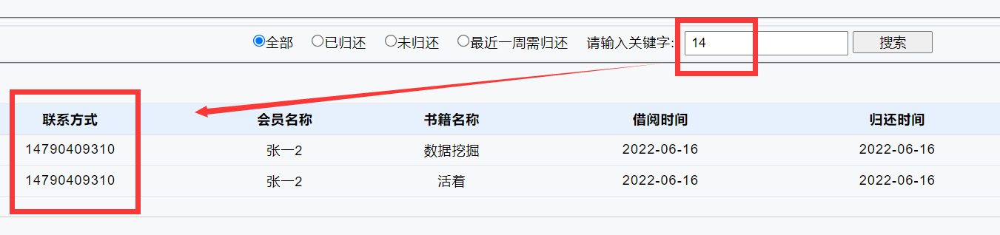 全部 已归还 未归还 最近一周需归还 请输入关键字: 14 搜索
联系方式 会员名称 书籍名称 借阅时间 归还时间
14790409310 张一2 数据挖掘 2022-06-16 2022-06-16
14790409310 张一2 活着 2022-06-16 2022-06-16